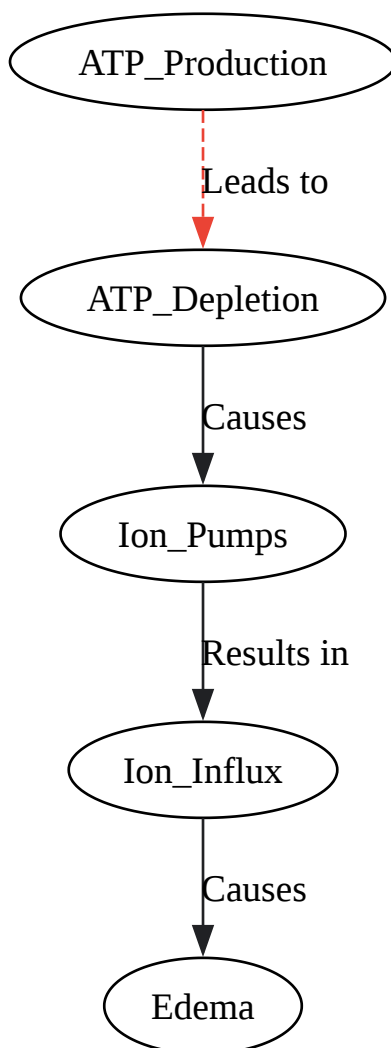 ATP_Production
Leads to
ATP_Depletion
Causes
Ion_Pumps
Results in
Ion_Influx
Causes
Edema